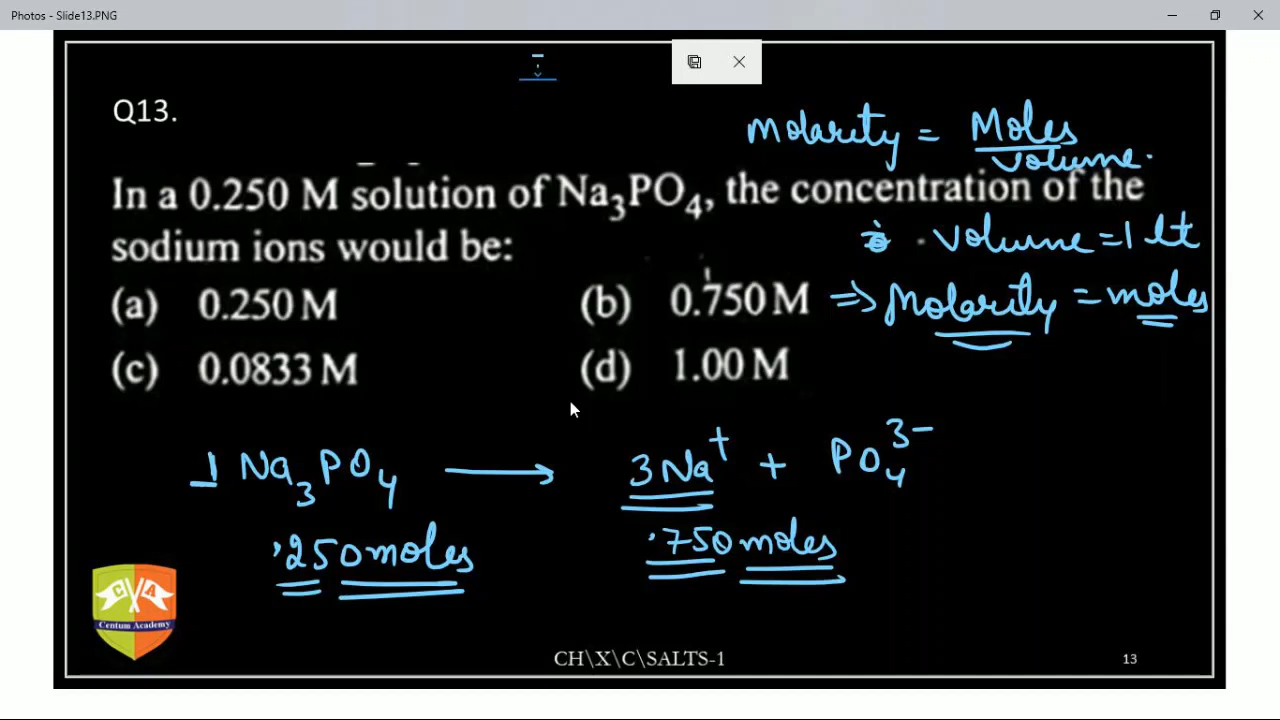 Photos - Slide13.PNG
Q13.
Molarity = Moles
volume.
In a 0.250 M solution of Na₃PO₄, the concentration of the
sodium ions would be:
volume = 1 lt
(a) 0.250 M
(b) 0.750 M
⇒ Molarity = moles
(c) 0.0833 M
(d) 1.00 M
1 Na₃PO₄ ⟶ 3Na⁺ + PO₄³⁻
.250 moles
.750 moles
C A
Centum Academy
CH\X\C\SALTS-1
13